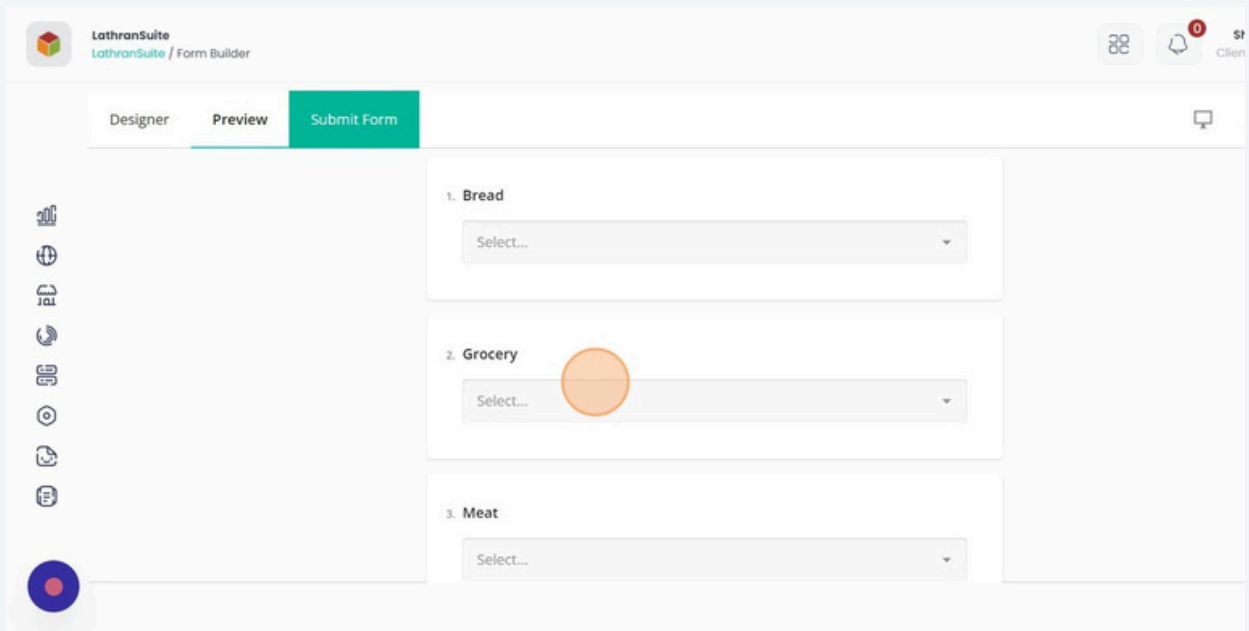 LathranSuite
LathranSuite / Form Builder
0
Designer
Preview
Submit Form
1. Bread
Select...
2. Grocery
Select...
3. Meat
Select...